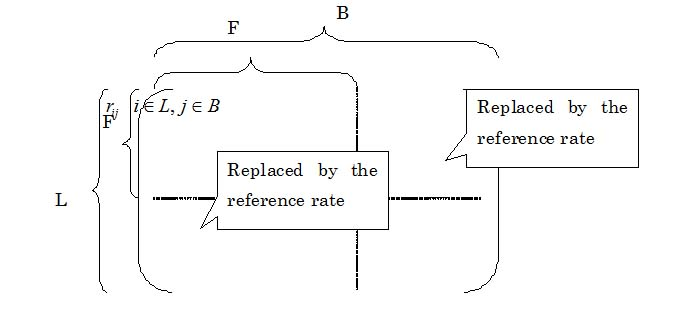 B
F
r_ij i ∈ L, j ∈ B
F
Replaced by the
reference rate
Replaced by the
reference rate
L